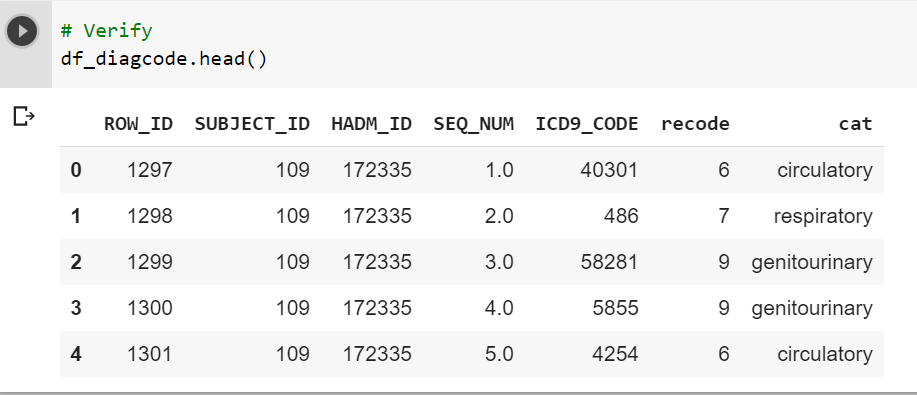 # Verify
df_diagcode.head()
ROW_ID SUBJECT_ID HADM_ID SEQ_NUM ICD9_CODE recode cat
0 1297 109 172335 1.0 40301 6 circulatory
1 1298 109 172335 2.0 486 7 respiratory
2 1299 109 172335 3.0 58281 9 genitourinary
3 1300 109 172335 4.0 5855 9 genitourinary
4 1301 109 172335 5.0 4254 6 circulatory